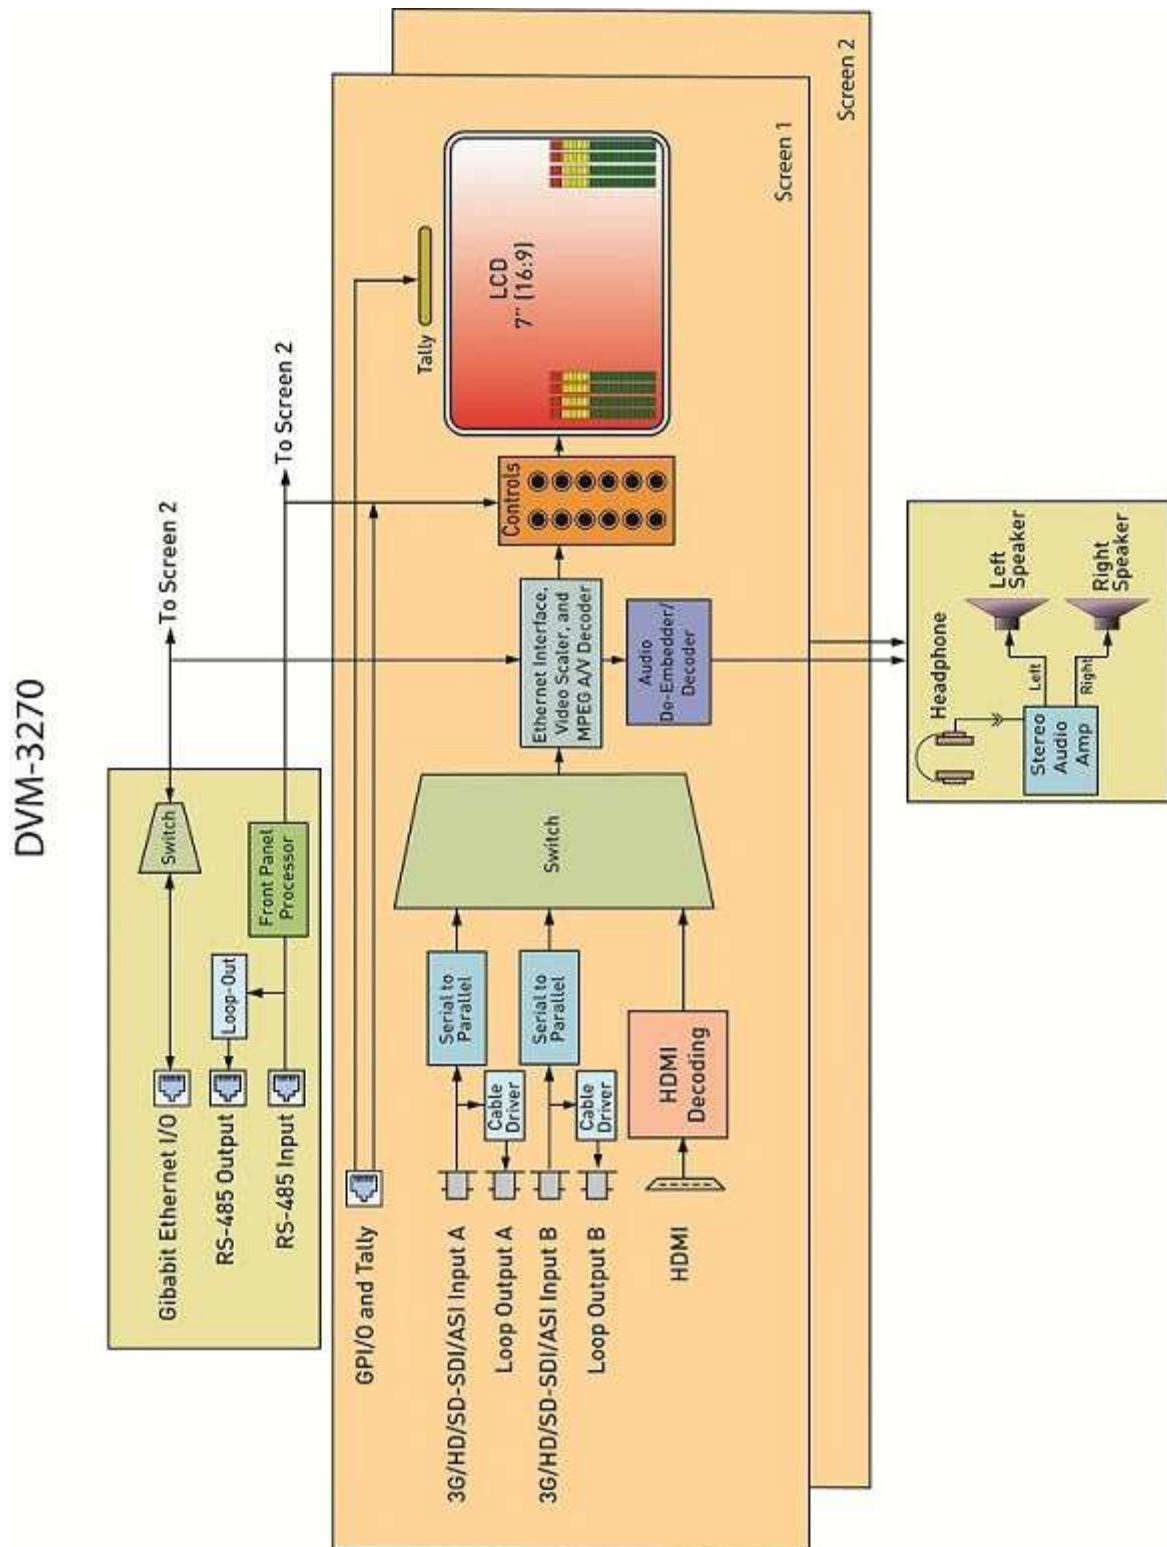 DVM-3270
Gibabit Ethernet I/O
Switch
To Screen 2
RS-485 Output
Loop-Out
RS-485 Input
Front Panel
Processor
To Screen 2
GPI/O and Tally
Tally
3G/HD/SD-SDI/ASI Input A
Serial to
Parallel
Loop Output A
Cable
Driver
3G/HD/SD-SDI/ASI Input B
Serial to
Parallel
Loop Output B
Cable
Driver
HDMI
HDMI
Decoding
Switch
Ethernet Interface,
Video Scaler, and
MPEG A/V Decoder
Audio
De-Embedder/
Decoder
Controls
LCD
7" (16:9)
Screen 1
Screen 2
Headphone
Stereo
Audio
Amp
Left
Right
Left
Speaker
Right
Speaker